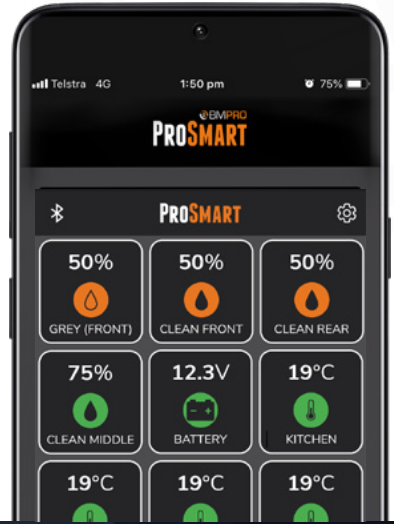 Telstra 4G 1:50 pm 75%
BMPRO
PROSMART
PROSMART
50% 50% 50%
GREY (FRONT) CLEAN FRONT CLEAN REAR
75% 12.3V 19°C
CLEAN MIDDLE BATTERY KITCHEN
19°C 19°C 19°C